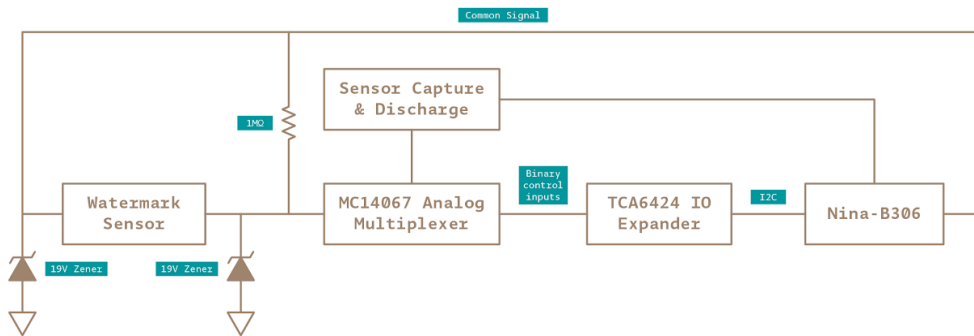 Common Signal
Sensor Capture
& Discharge
1MΩ
Binary
control
inputs
Watermark
Sensor
MC14067 Analog
Multiplexer
TCA6424 IO
Expander
I2C
Nina-B306
19V Zener
19V Zener